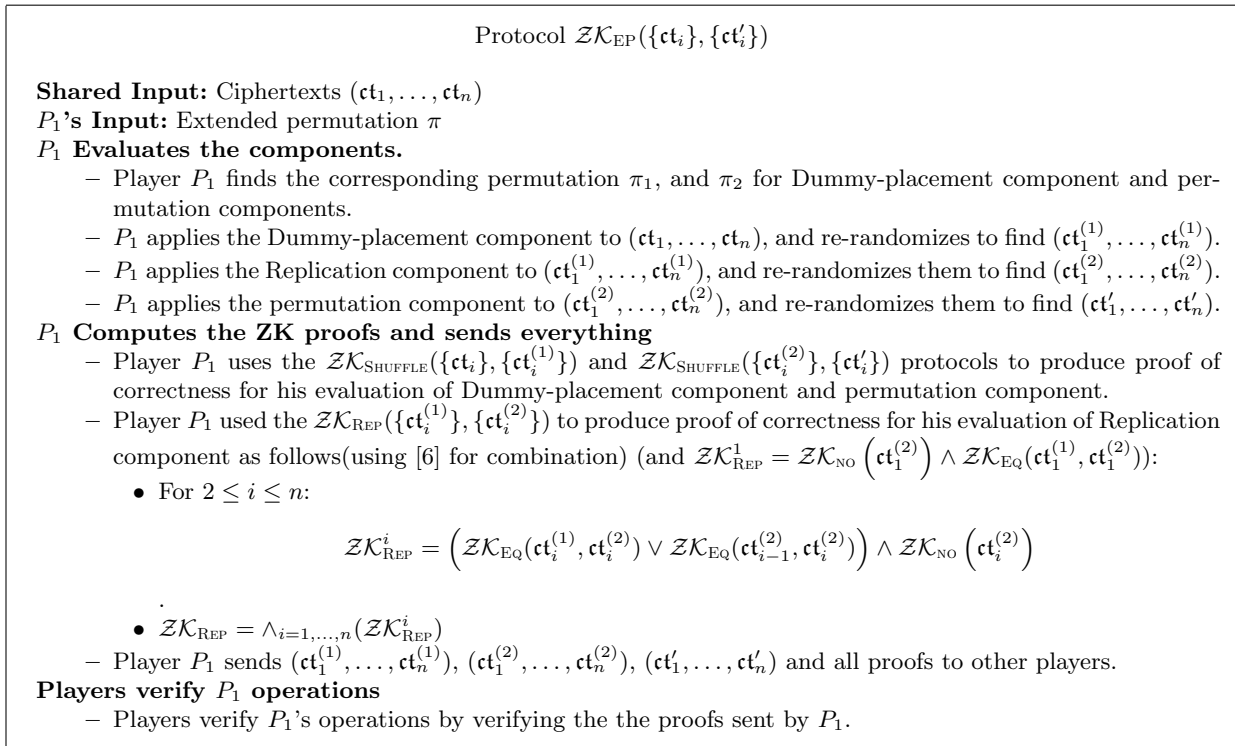 Protocol 𝒵𝒦_EP({𝔠𝔱_i}, {𝔠𝔱′_i})
Shared Input: Ciphertexts (𝔠𝔱_1, . . . , 𝔠𝔱_n)
P_1's Input: Extended permutation π
P_1 Evaluates the components.
– Player P_1 finds the corresponding permutation π_1, and π_2 for Dummy-placement component and per-
mutation components.
– P_1 applies the Dummy-placement component to (𝔠𝔱_1, . . . , 𝔠𝔱_n), and re-randomizes to find (𝔠𝔱_1^(1), . . . , 𝔠𝔱_n^(1)).
– P_1 applies the Replication component to (𝔠𝔱_1^(1), . . . , 𝔠𝔱_n^(1)), and re-randomizes them to find (𝔠𝔱_1^(2), . . . , 𝔠𝔱_n^(2)).
– P_1 applies the permutation component to (𝔠𝔱_1^(2), . . . , 𝔠𝔱_n^(2)), and re-randomizes them to find (𝔠𝔱′_1, . . . , 𝔠𝔱′_n).
P_1 Computes the ZK proofs and sends everything
– Player P_1 uses the 𝒵𝒦_SHUFFLE({𝔠𝔱_i}, {𝔠𝔱_i^(1)}) and 𝒵𝒦_SHUFFLE({𝔠𝔱_i^(2)}, {𝔠𝔱′_i}) protocols to produce proof of
correctness for his evaluation of Dummy-placement component and permutation component.
– Player P_1 used the 𝒵𝒦_REP({𝔠𝔱_i^(1)}, {𝔠𝔱_i^(2)}) to produce proof of correctness for his evaluation of Replication
component as follows(using [6] for combination) (and 𝒵𝒦_REP^1 = 𝒵𝒦_NO (𝔠𝔱_1^(2)) ∧ 𝒵𝒦_EQ(𝔠𝔱_1^(1), 𝔠𝔱_1^(2))):
• For 2 ≤ i ≤ n:
𝒵𝒦_REP^i = (𝒵𝒦_EQ(𝔠𝔱_i^(1), 𝔠𝔱_i^(2)) ∨ 𝒵𝒦_EQ(𝔠𝔱_{i−1}^(2), 𝔠𝔱_i^(2))) ∧ 𝒵𝒦_NO (𝔠𝔱_i^(2))
.
• 𝒵𝒦_REP = ∧_{i=1,...,n}(𝒵𝒦_REP^i)
– Player P_1 sends (𝔠𝔱_1^(1), . . . , 𝔠𝔱_n^(1)), (𝔠𝔱_1^(2), . . . , 𝔠𝔱_n^(2)), (𝔠𝔱′_1, . . . , 𝔠𝔱′_n) and all proofs to other players.
Players verify P_1 operations
– Players verify P_1's operations by verifying the the proofs sent by P_1.